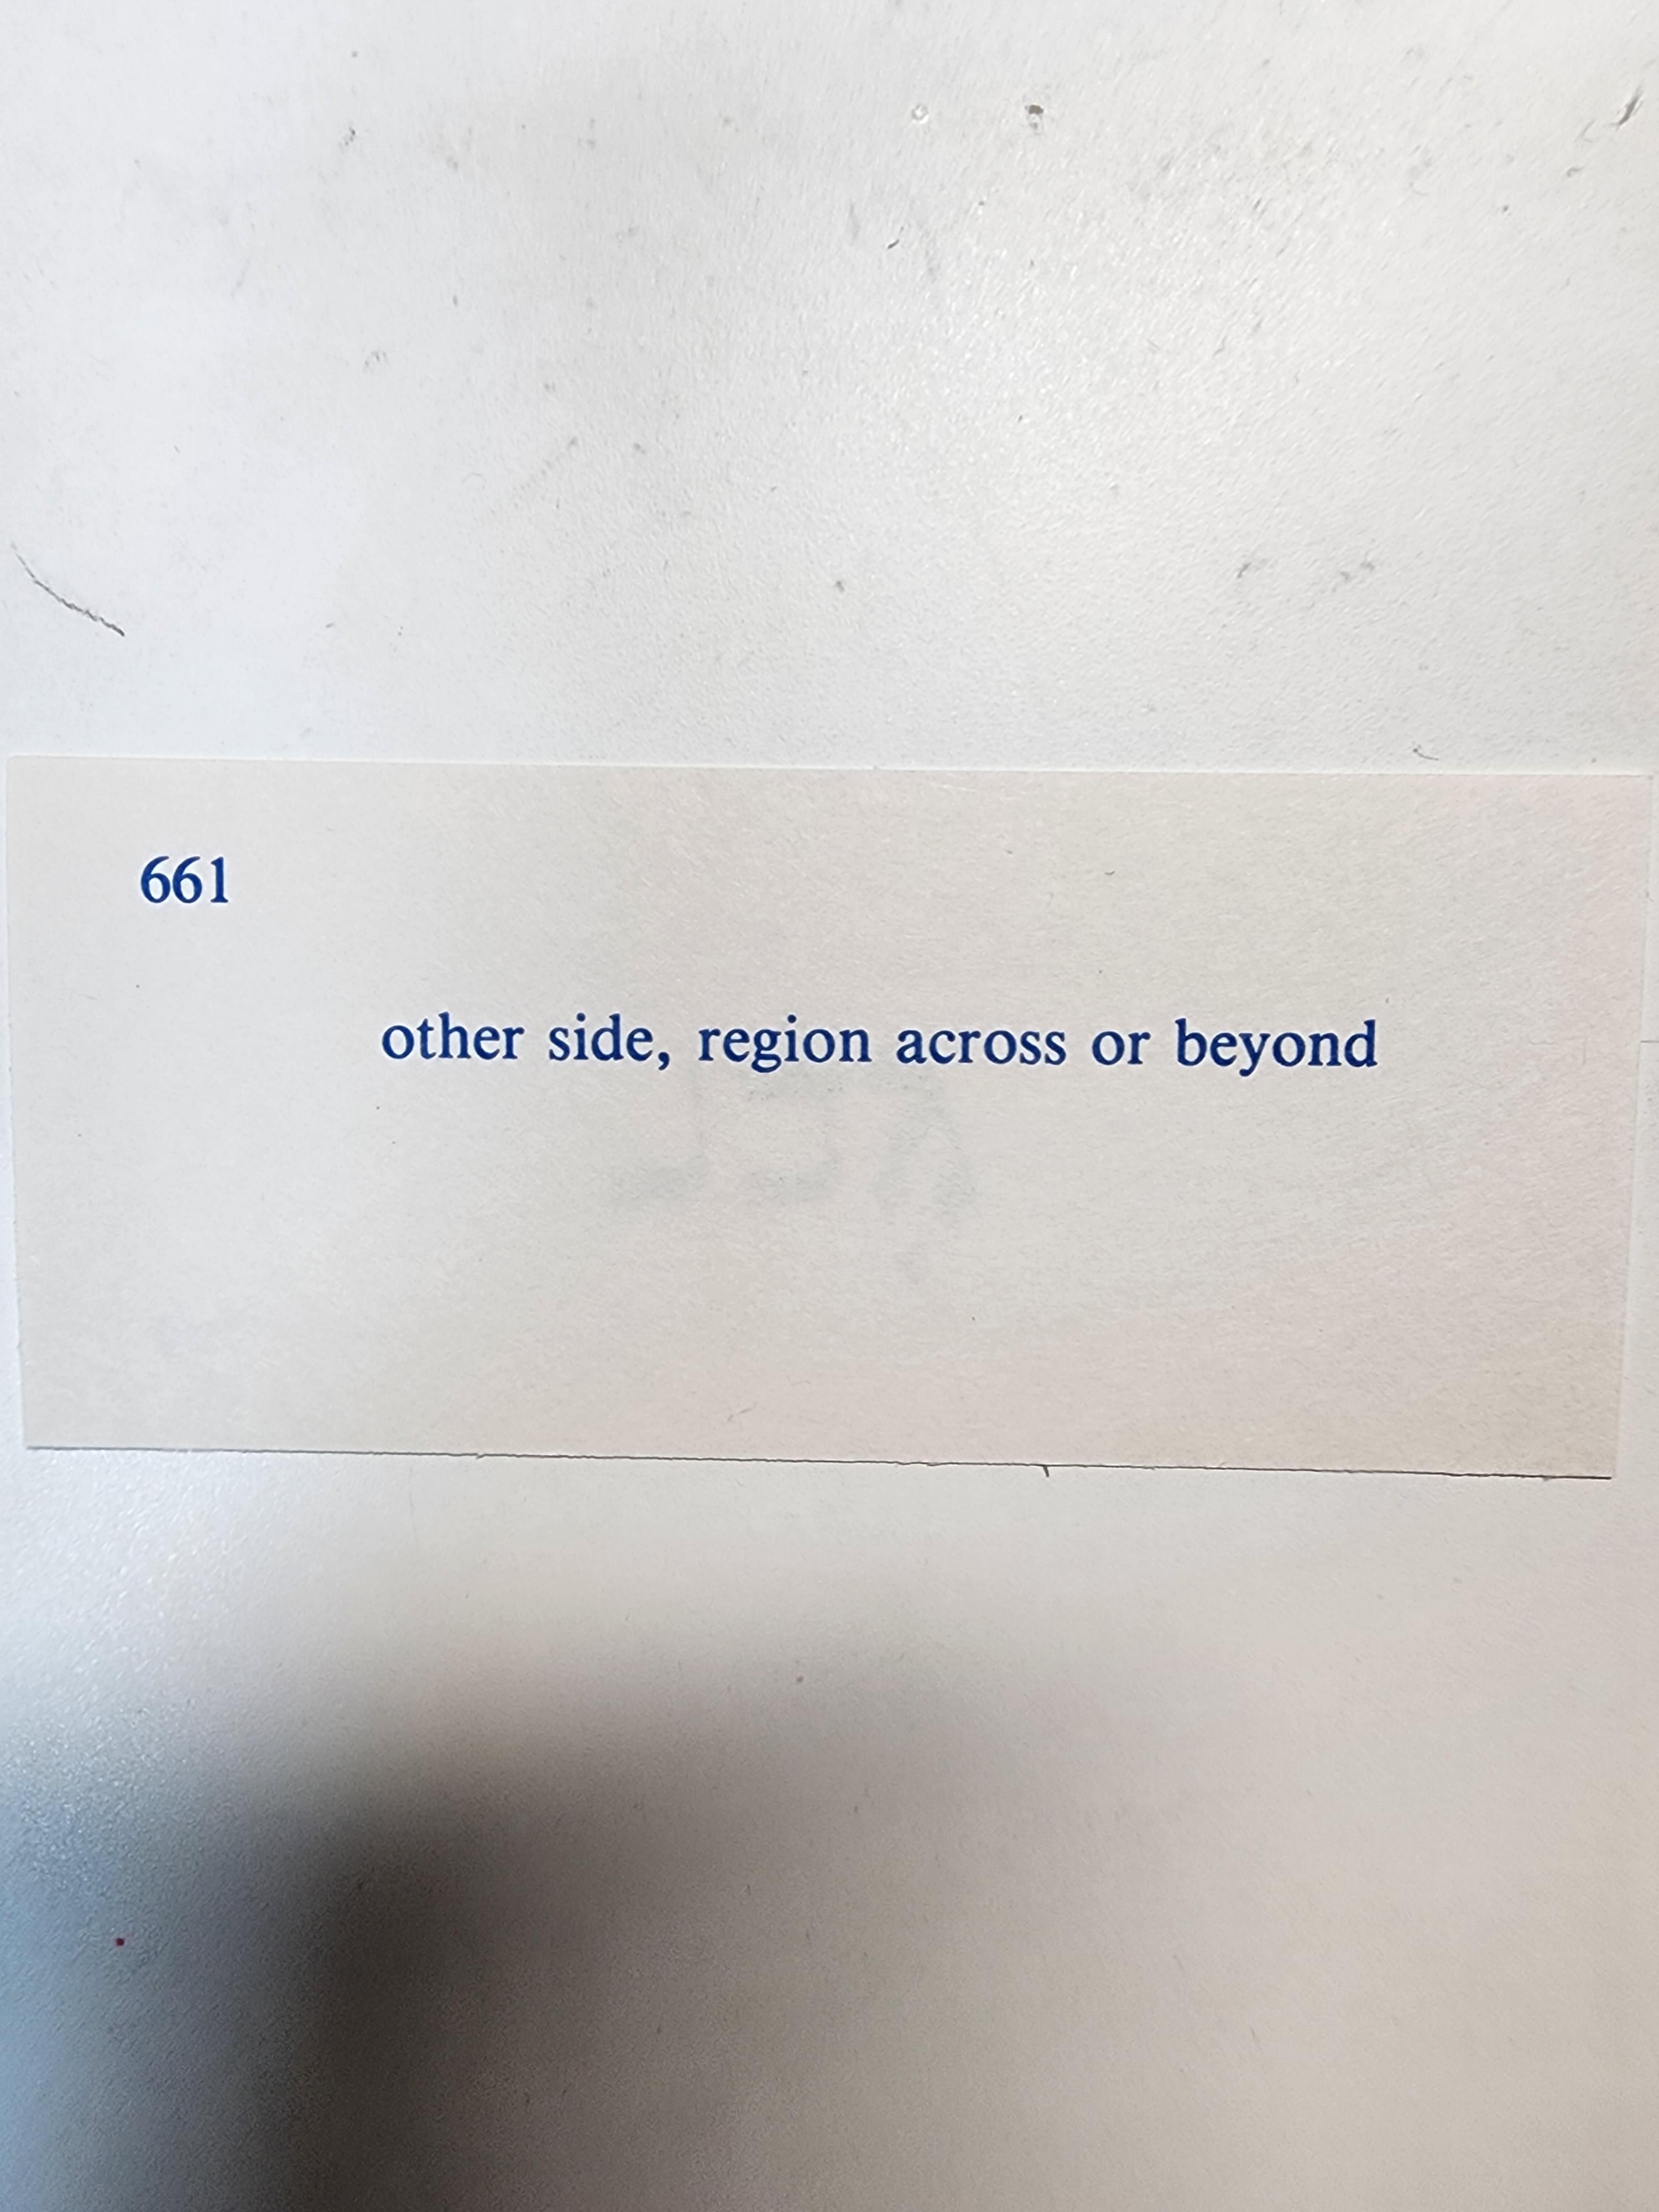 661
other side, region across or beyond